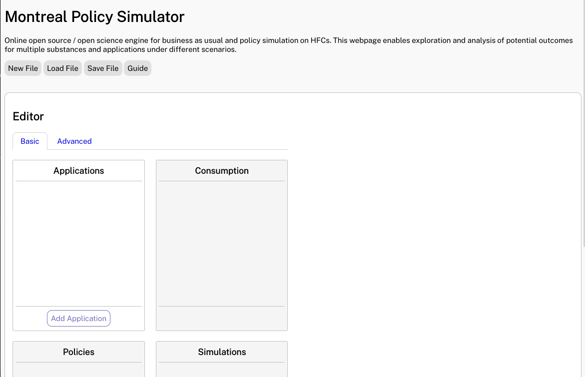 Montreal Policy Simulator
Online open source / open science engine for business as usual and policy simulation on HFCs. This webpage enables exploration and analysis of potential outcomes
for multiple substances and applications under different scenarios.
New File Load File Save File Guide
Editor
Basic Advanced
Applications Consumption
Add Application
Policies Simulations